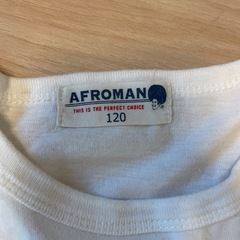 AFROMAN
THIS IS THE PERFECT CHOICE
120